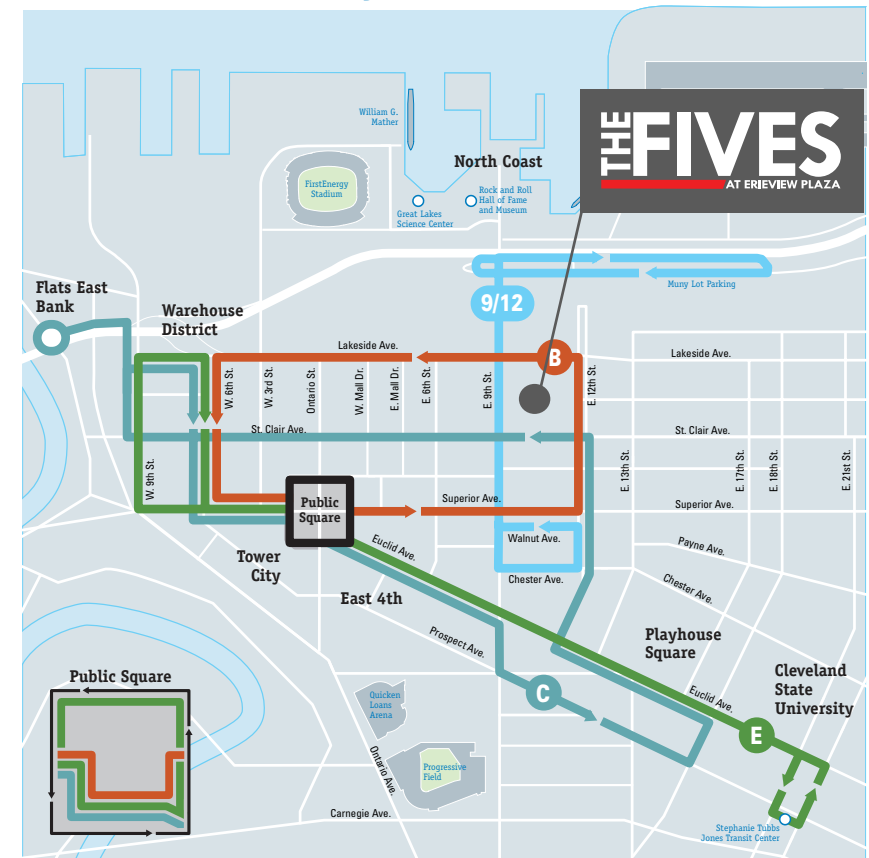 William G.
Mather
THE FIVES
AT ERIEVIEW PLAZA
North Coast
FirstEnergy
Stadium
Great Lakes
Science Center
Rock and Roll
Hall of Fame
and Museum
Muny Lot Parking
Flats East
Bank
Warehouse
District
9/12
Lakeside Ave.
B
Lakeside Ave.
W. 6th St.
W. 3rd St.
Ontario St.
W. Mall Dr.
E. Mall Dr.
E. 6th St.
E. 9th St.
E. 12th St.
St. Clair Ave.
St. Clair Ave.
W. 9th St.
E. 13th St.
E. 17th St.
E. 18th St.
E. 21st St.
Public
Square
Superior Ave.
Superior Ave.
Walnut Ave.
Chester Ave.
Payne Ave.
Chester Ave.
Euclid Ave.
Tower
City
East 4th
Prospect Ave.
Playhouse
Square
Cleveland
State
University
Public Square
Quicken
Loans
Arena
C
Euclid Ave.
E
Ontario Ave.
Progressive
Field
Carnegie Ave.
Stephanie Tubbs
Jones Transit Center